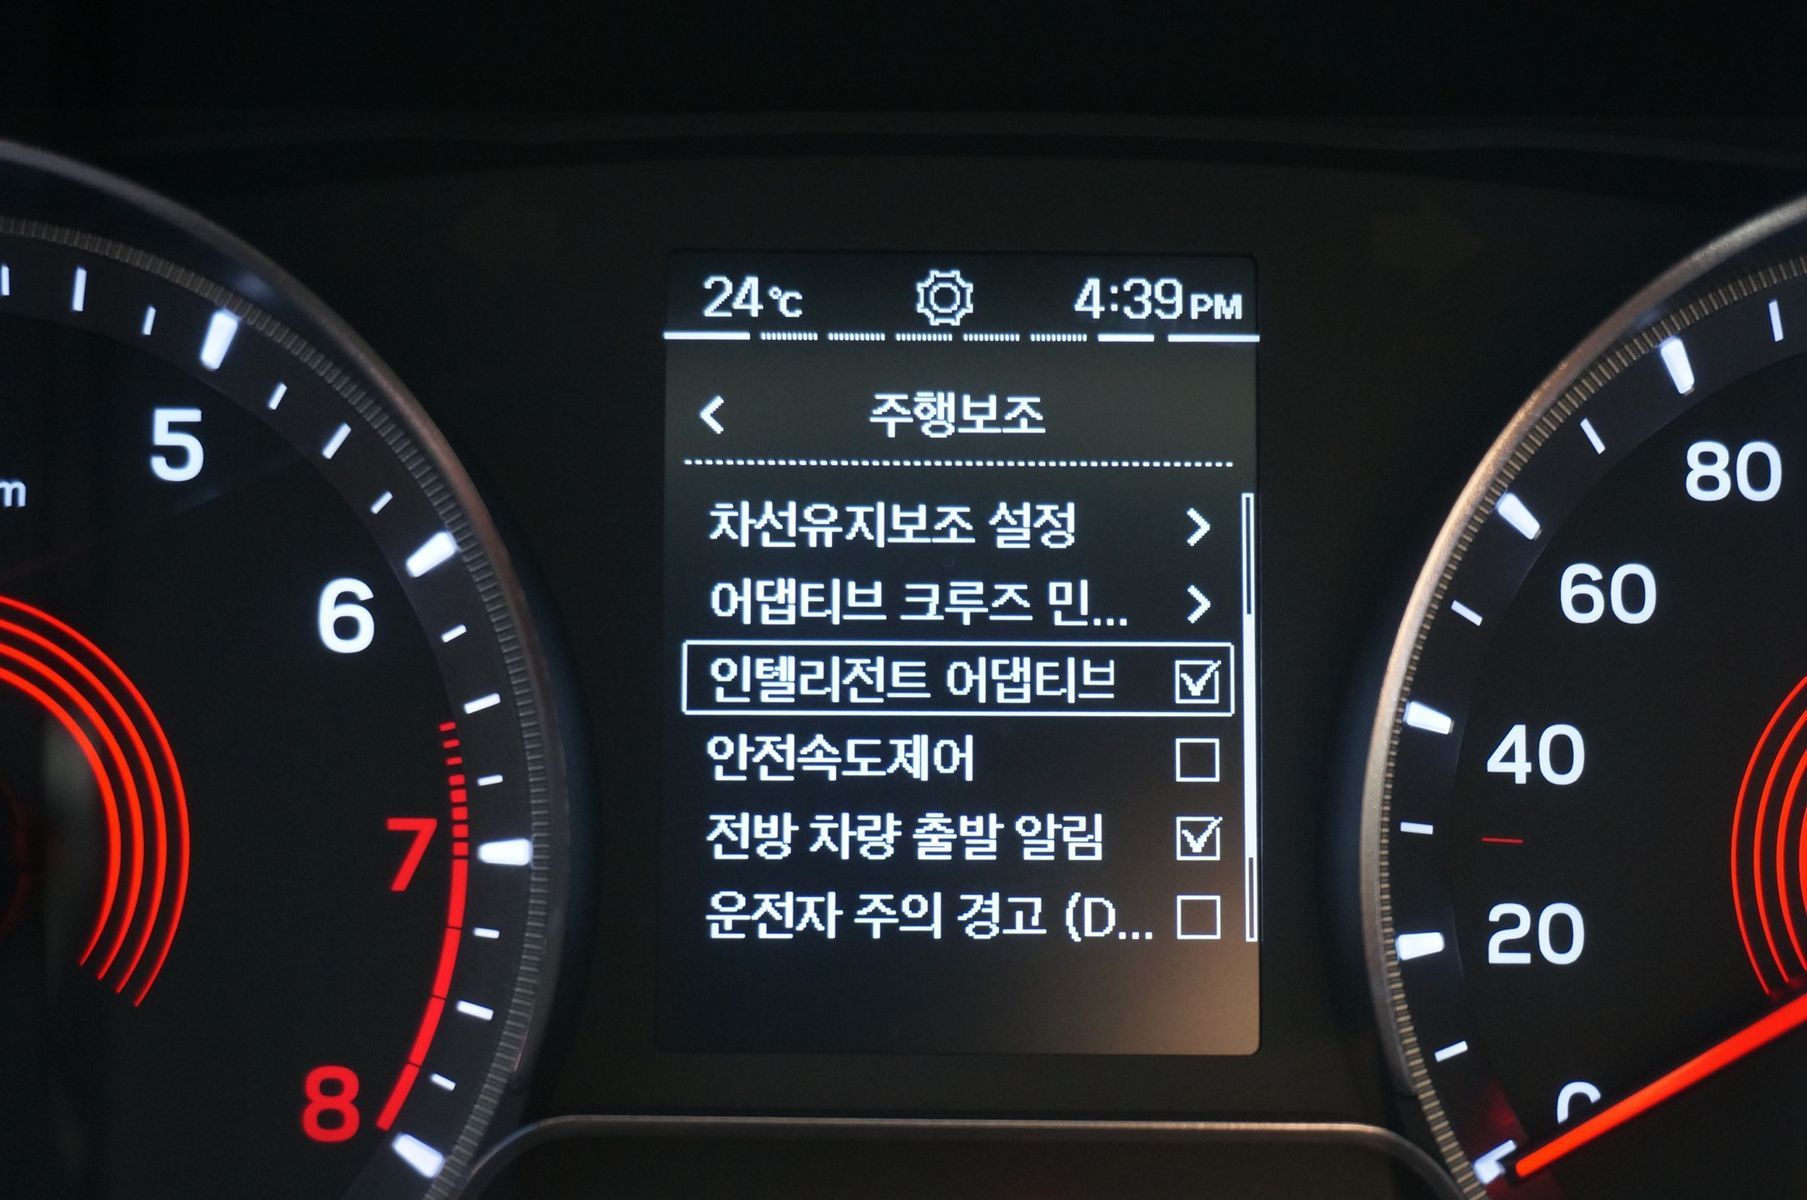 24℃ 4:39 PM
주행보조
차선유지보조 설정
어댑티브 크루즈 민...
인텔리전트 어댑티브
안전속도제어
전방 차량 출발 알림
운전자 주의 경고 (D...
5
m
6
7
8
80
60
40
20
0